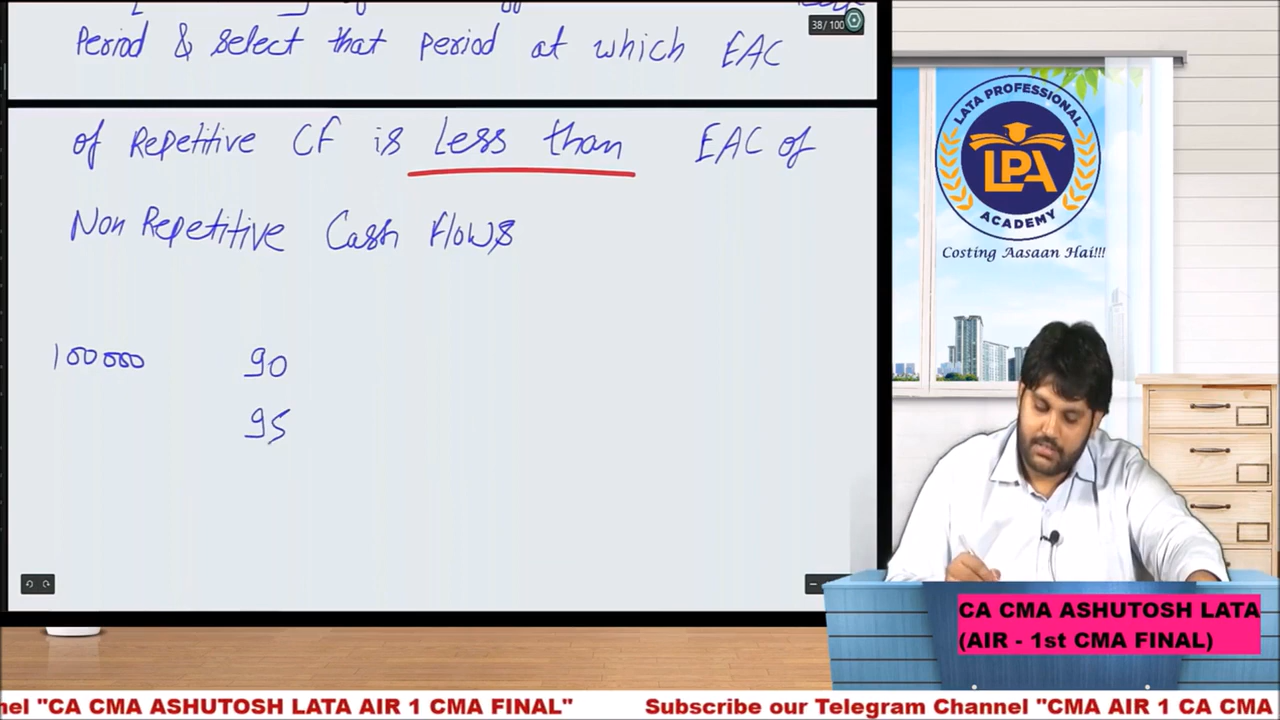 38/100
Period & select that period at which EAC
of Repetitive CF is Less than EAC of
Non Repetitive Cash Flows
100000 90
95
LATA PROFESSIONAL
LPA
ACADEMY
Costing Aasaan Hai!!!
CA CMA ASHUTOSH LATA
(AIR - 1st CMA FINAL)
nel "CA CMA ASHUTOSH LATA AIR 1 CMA FINAL" Subscribe our Telegram Channel "CMA AIR 1 CA CMA